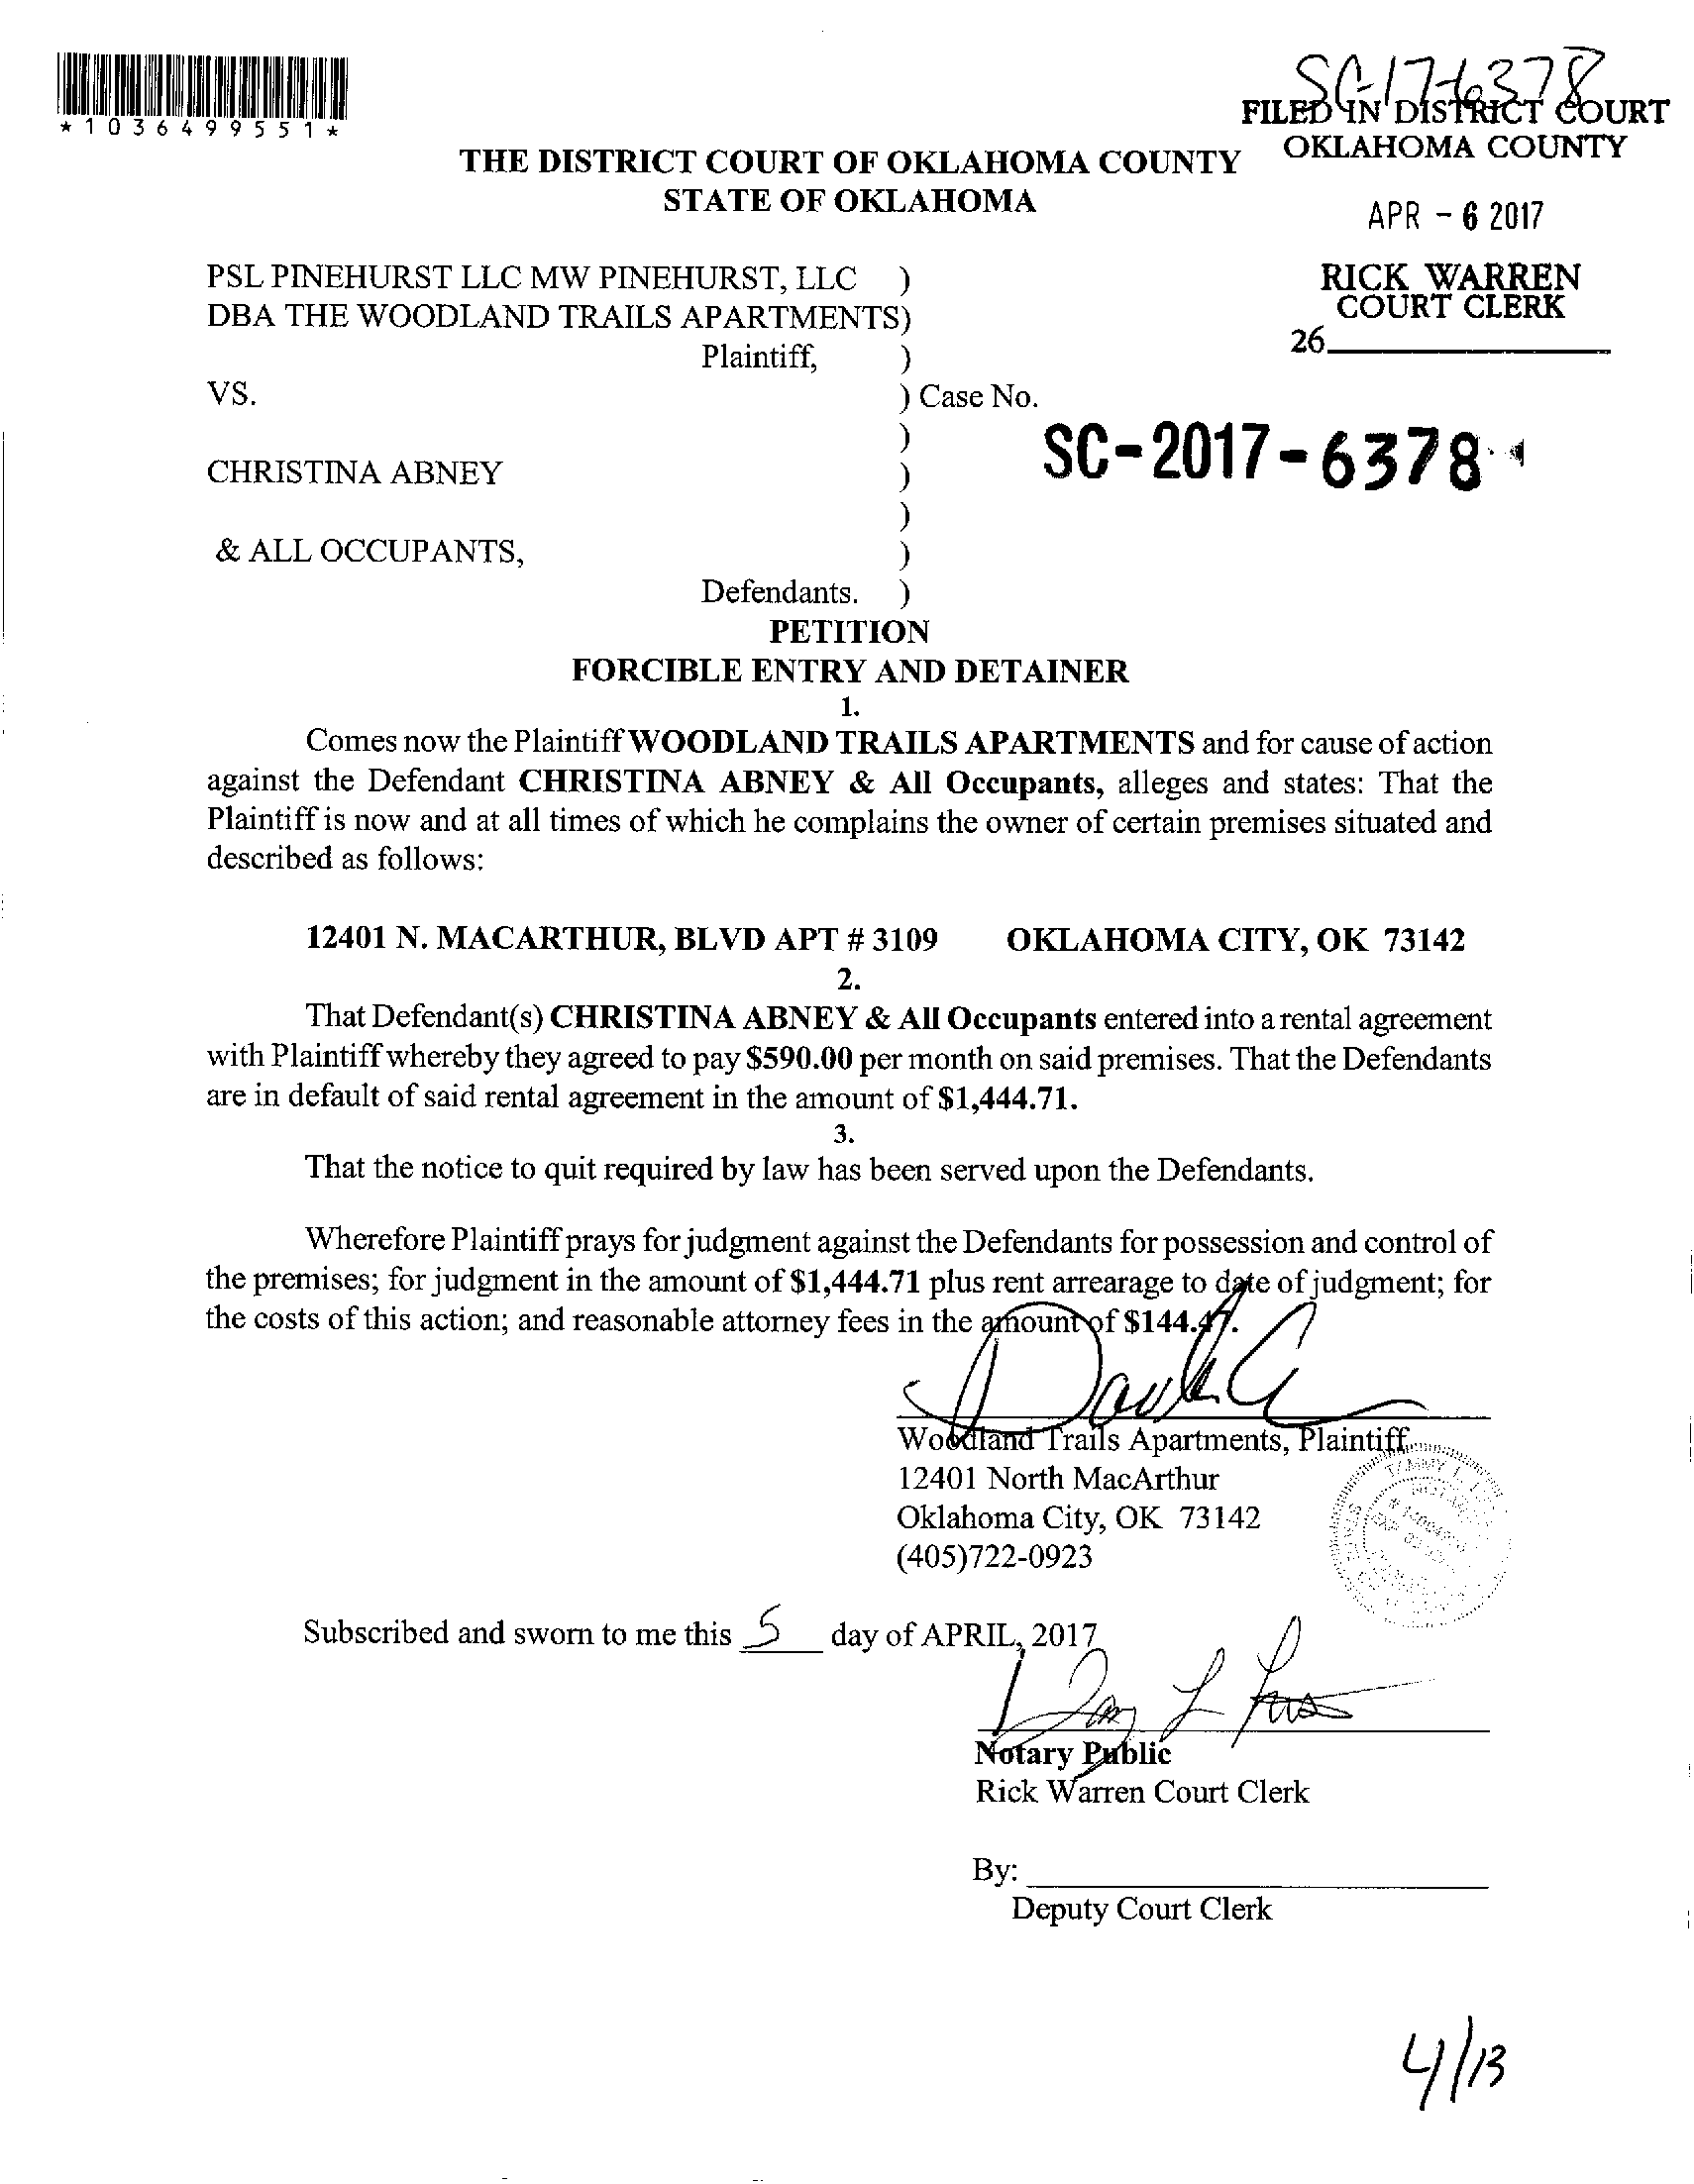 SC-17-6378
*1036499551*
FILED IN DISTRICT COURT
OKLAHOMA COUNTY
THE DISTRICT COURT OF OKLAHOMA COUNTY
STATE OF OKLAHOMA
APR - 6 2017
PSL PINEHURST LLC MW PINEHURST, LLC )
DBA THE WOODLAND TRAILS APARTMENTS)
RICK WARREN
COURT CLERK
26
Plaintiff, )
VS. ) Case No.
)
SC-2017-6378
CHRISTINA ABNEY )
)
& ALL OCCUPANTS, )
Defendants. )
PETITION
FORCIBLE ENTRY AND DETAINER
1.
Comes now the Plaintiff WOODLAND TRAILS APARTMENTS and for cause of action
against the Defendant CHRISTINA ABNEY & All Occupants, alleges and states: That the
Plaintiff is now and at all times of which he complains the owner of certain premises situated and
described as follows:
12401 N. MACARTHUR, BLVD APT # 3109 OKLAHOMA CITY, OK 73142
2.
That Defendant(s) CHRISTINA ABNEY & All Occupants entered into a rental agreement
with Plaintiff whereby they agreed to pay $590.00 per month on said premises. That the Defendants
are in default of said rental agreement in the amount of $1,444.71.
3.
That the notice to quit required by law has been served upon the Defendants.
Wherefore Plaintiff prays for judgment against the Defendants for possession and control of
the premises; for judgment in the amount of $1,444.71 plus rent arrearage to date of judgment; for
the costs of this action; and reasonable attorney fees in the amount of $144.47.
Woodland Trails Apartments, Plaintiff
12401 North MacArthur
Oklahoma City, OK 73142
(405)722-0923
Subscribed and sworn to me this 5 day of APRIL, 2017
Notary Public
Rick Warren Court Clerk
By:
Deputy Court Clerk
4/13